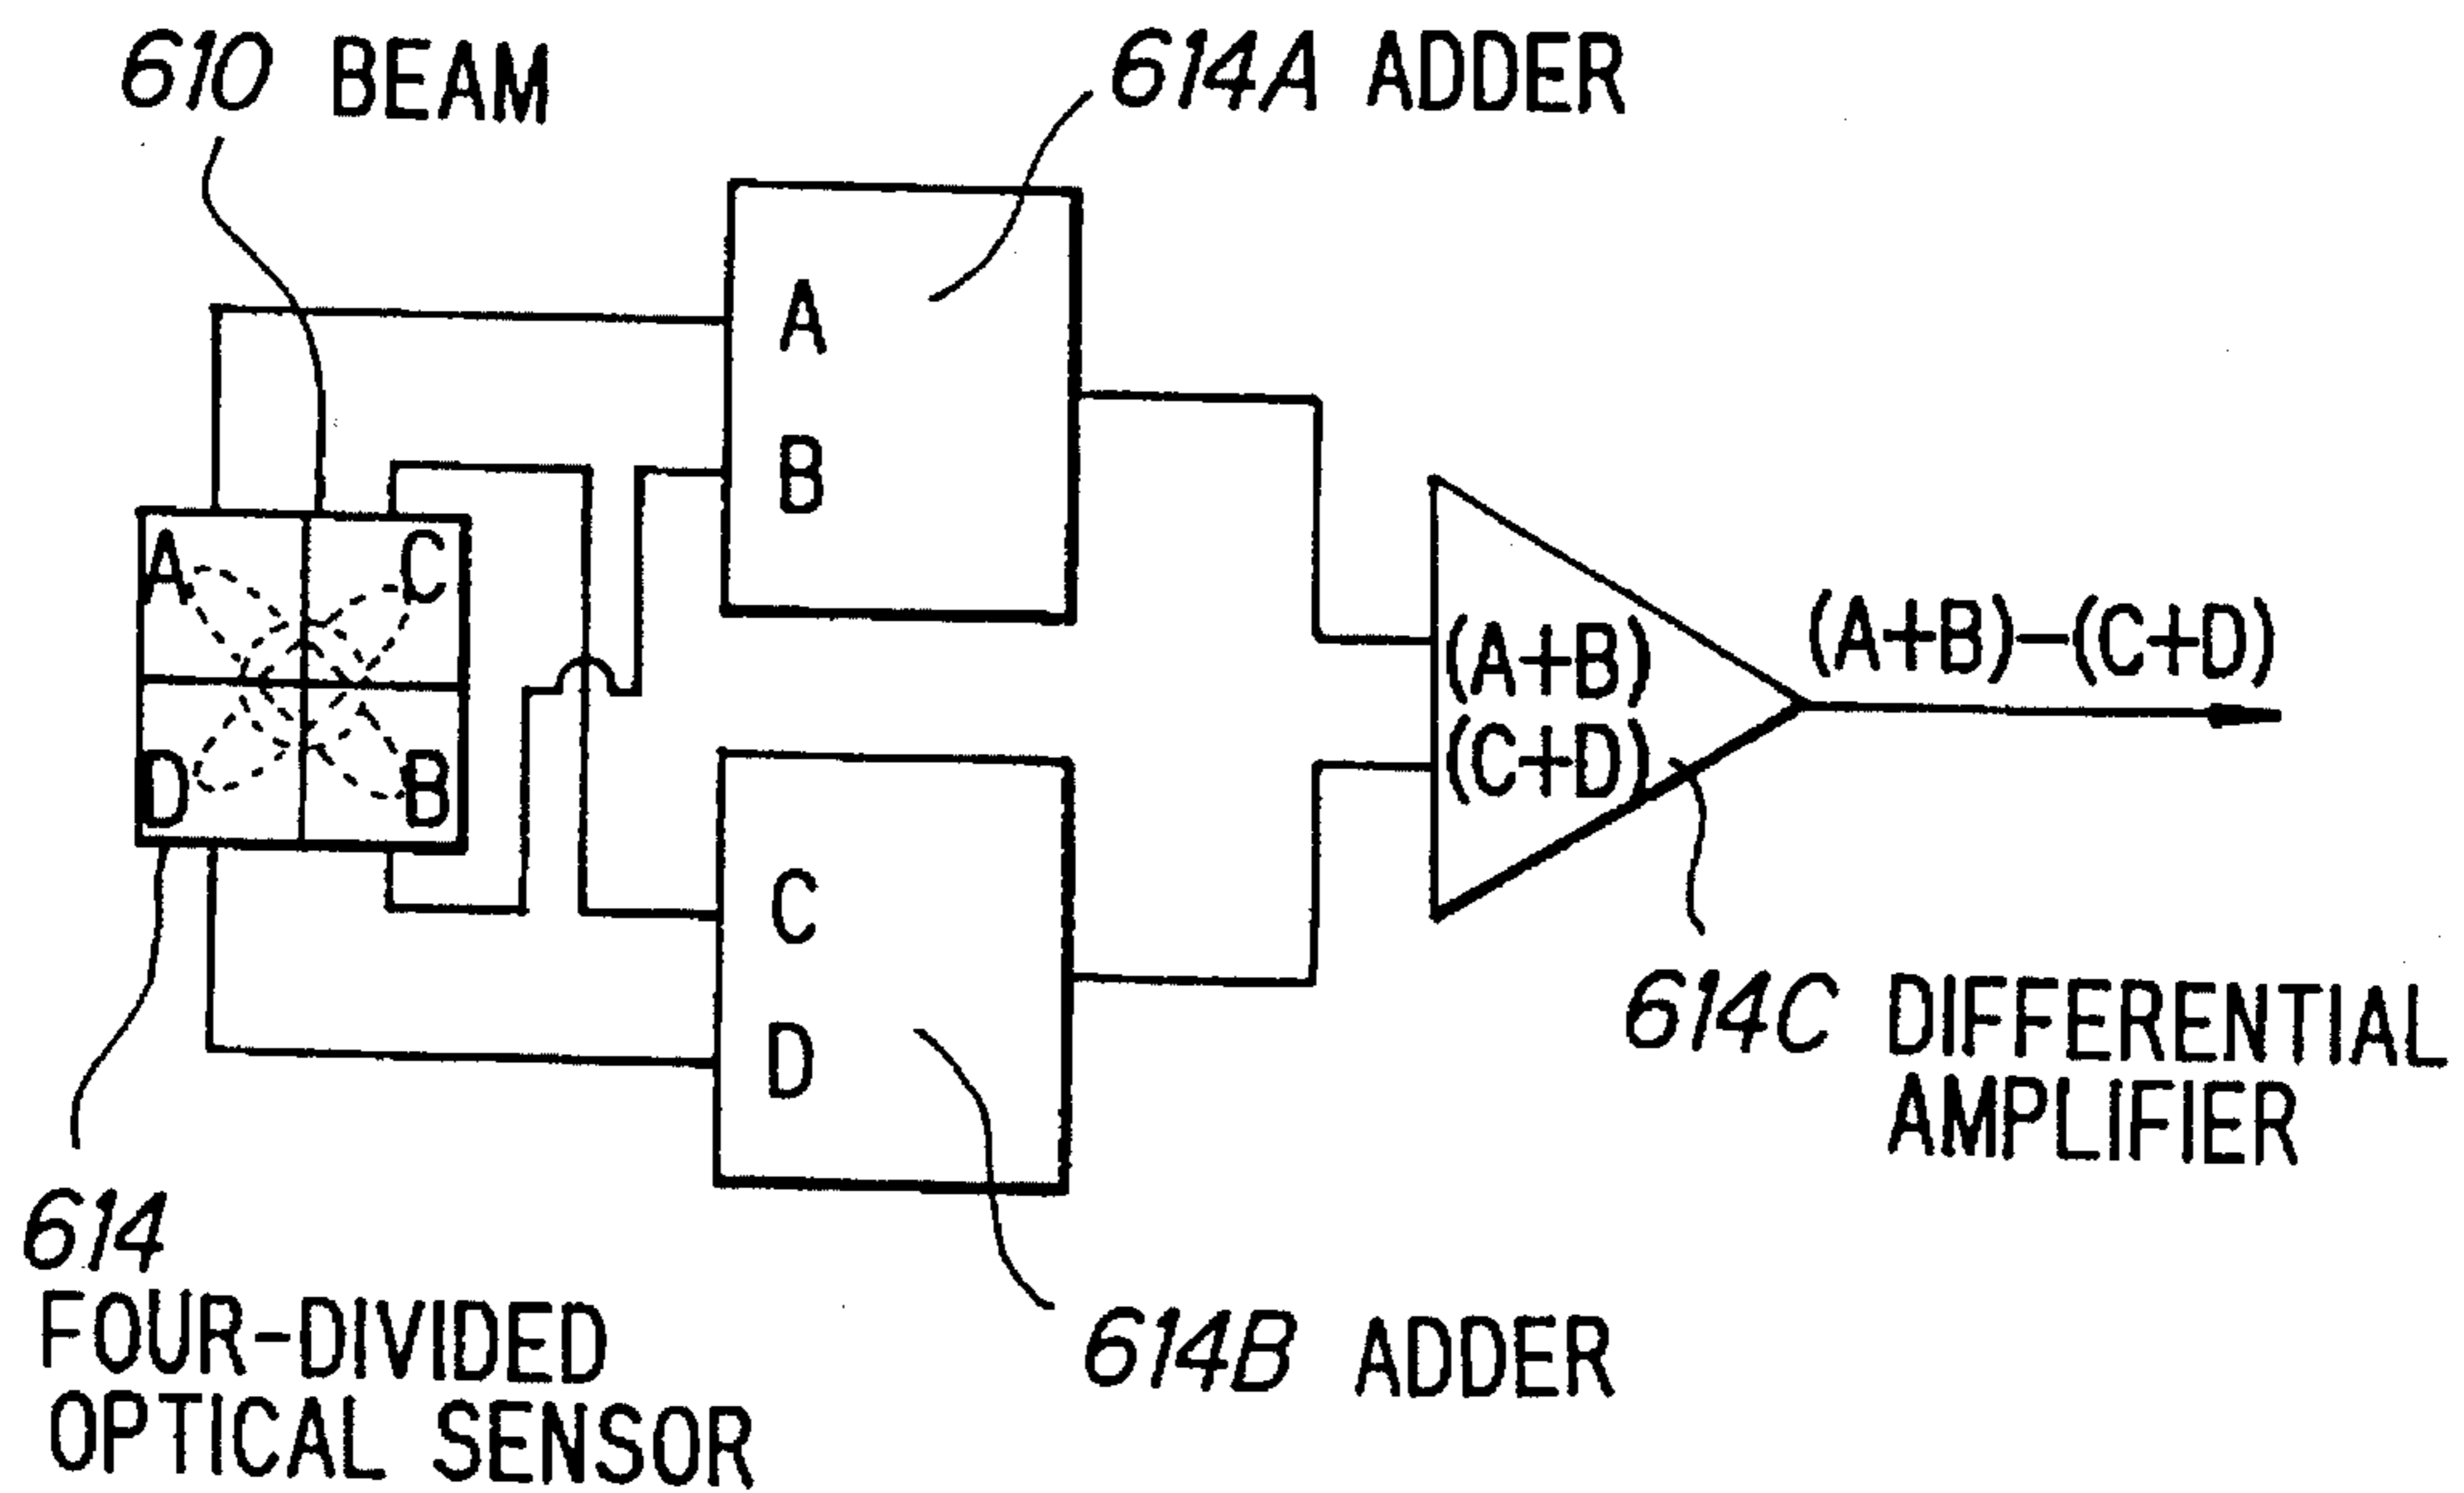 610 BEAM
614A ADDER
A
B
A
C
D
B
(A+B)
(C+D)
(A+B)-(C+D)
C
D
614C DIFFERENTIAL
AMPLIFIER
614
FOUR-DIVIDED
OPTICAL SENSOR
614B ADDER